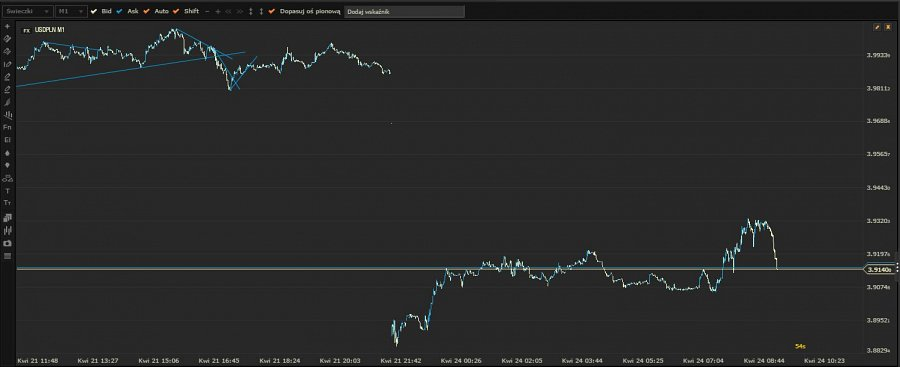 Świeczki M1 Bid Ask Auto Shift − + << >> Dopasuj oś pionową Dodaj wskaźnik
FX USDPLN M1
3.9933
3.9811
3.9688
3.9565
3.9443
3.9320
3.9197
3.9140
3.9074
3.8952
3.8829
Fn
EI
T
TT
54s
Kwi 21 11:48 Kwi 21 13:27 Kwi 21 15:06 Kwi 21 16:45 Kwi 21 18:24 Kwi 21 20:03 Kwi 21 21:42 Kwi 24 00:26 Kwi 24 02:05 Kwi 24 03:44 Kwi 24 05:25 Kwi 24 07:04 Kwi 24 08:44 Kwi 24 10:23